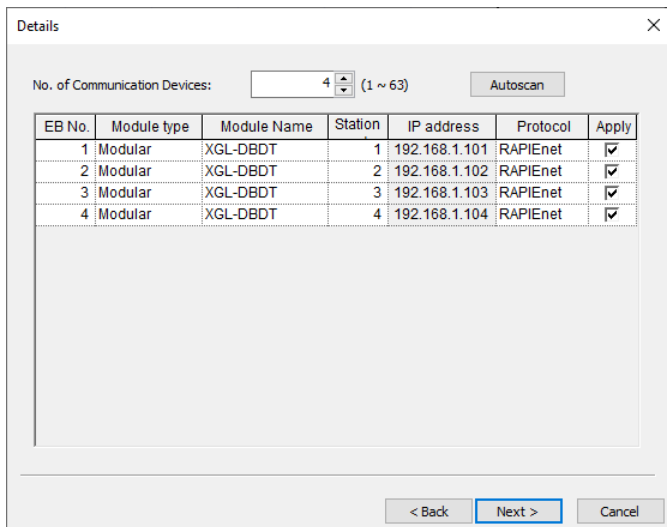 Details
No. of Communication Devices: 4 (1 ~ 63) Autoscan
EB No. Module type Module Name Station IP address Protocol Apply
1 Modular XGL-DBDT 1 192.168.1.101 RAPIEnet
2 Modular XGL-DBDT 2 192.168.1.102 RAPIEnet
3 Modular XGL-DBDT 3 192.168.1.103 RAPIEnet
4 Modular XGL-DBDT 4 192.168.1.104 RAPIEnet
< Back Next > Cancel